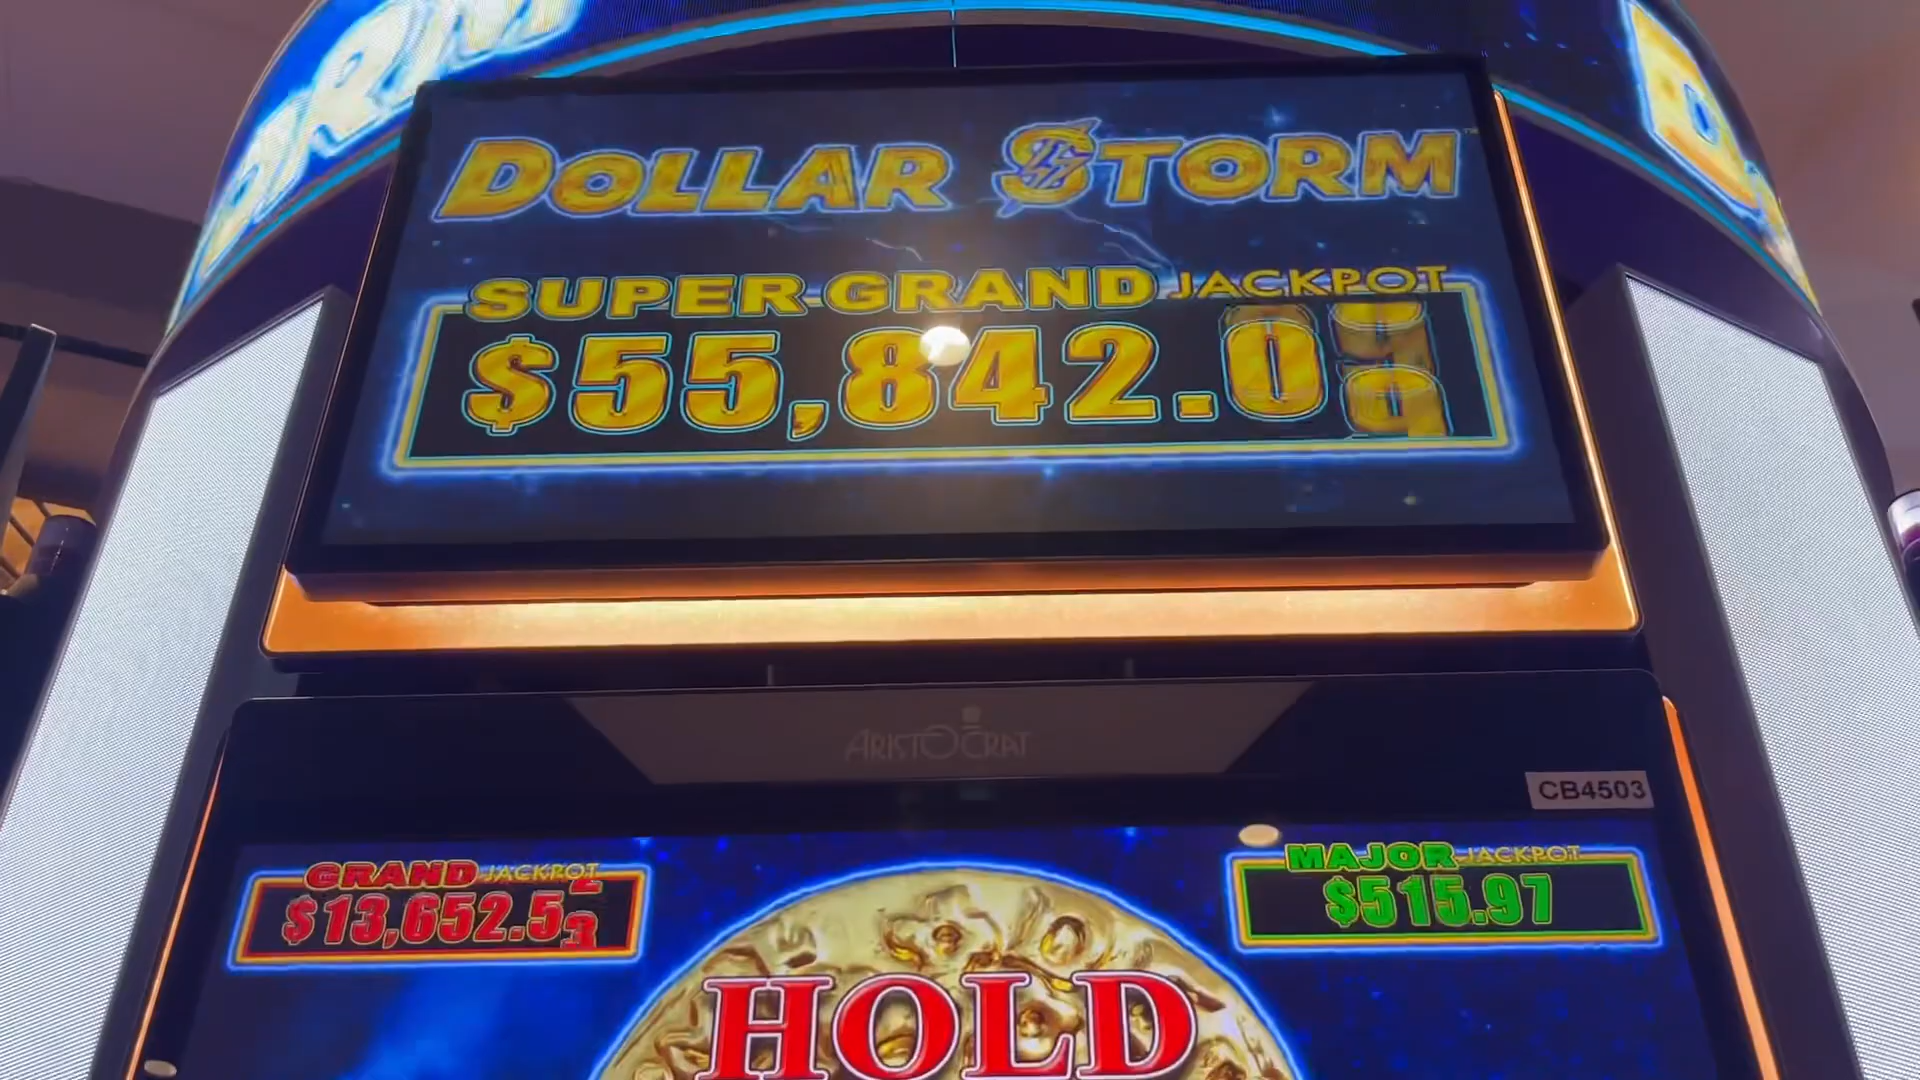 DOLLAR STORM™
SUPER GRAND JACKPOT
$55,842.0
ARISTOCRAT
CB4503
GRAND JACKPOT
$13,652.5
MAJOR JACKPOT
$515.97
HOLD